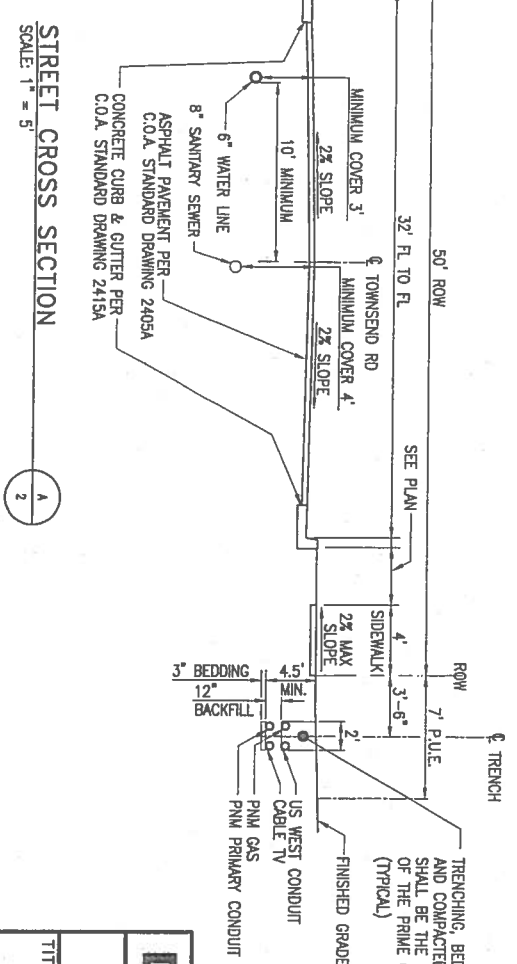 50' ROW
32' FL TO FL
SEE PLAN
ROW
7' P.U.E.
℄ TRENCH
4'
SIDEWALK
3'-6"
2'
MINIMUM COVER 3'
2% SLOPE
10' MINIMUM
℄ TOWNSEND RD
MINIMUM COVER 4'
2% SLOPE
2% MAX
SLOPE
6" WATER LINE
8" SANITARY SEWER
ASPHALT PAVEMENT PER
C.O.A. STANDARD DRAWING 2405A
CONCRETE CURB & GUTTER PER
C.O.A. STANDARD DRAWING 2415A
3" BEDDING
4.5'
MIN.
12"
BACKFILL
US WEST CONDUIT
CABLE TV
PNM GAS
PNM PRIMARY CONDUIT
FINISHED GRADE
TRENCHING, BED
AND COMPACTED
SHALL BE THE
OF THE PRIME
(TYPICAL)
STREET CROSS SECTION
SCALE: 1" = 5'
A
2
TIT